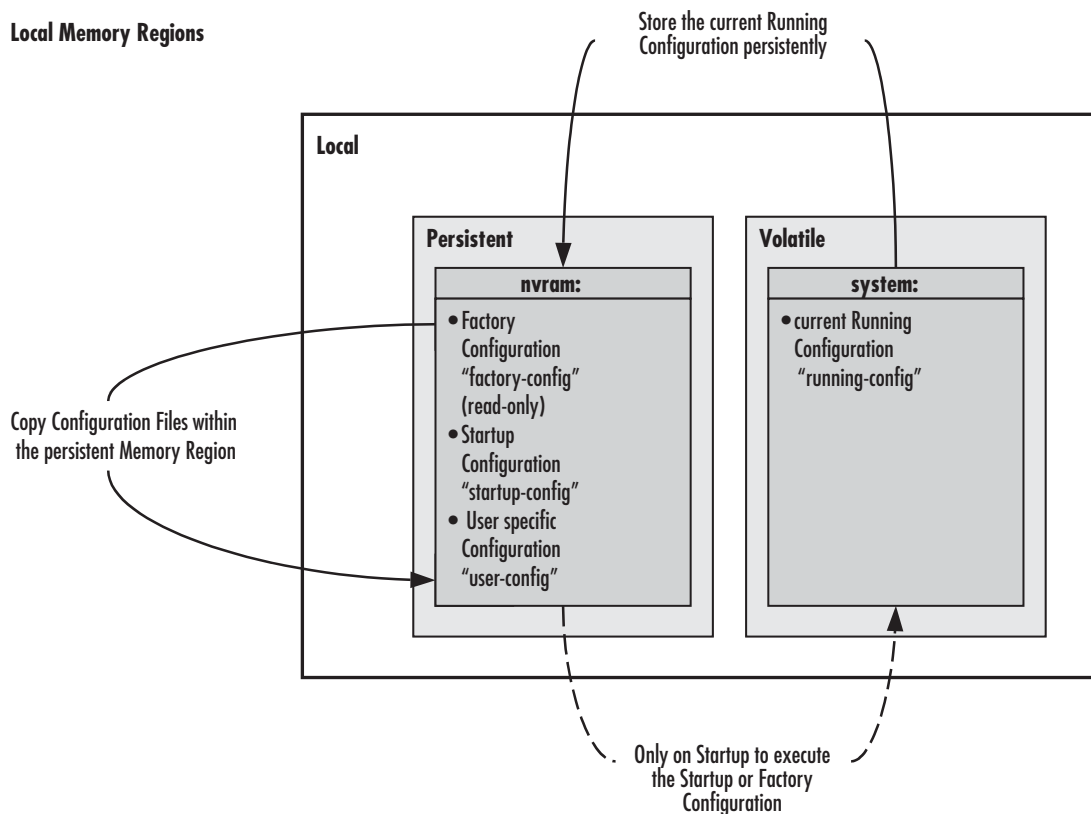 Local Memory Regions
Store the current Running
Configuration persistently
Local
Persistent
nvram:
• Factory
Configuration
“factory-config”
(read-only)
• Startup
Configuration
“startup-config”
• User specific
Configuration
“user-config”
Volatile
system:
• current Running
Configuration
“running-config”
Copy Configuration Files within
the persistent Memory Region
Only on Startup to execute
the Startup or Factory
Configuration